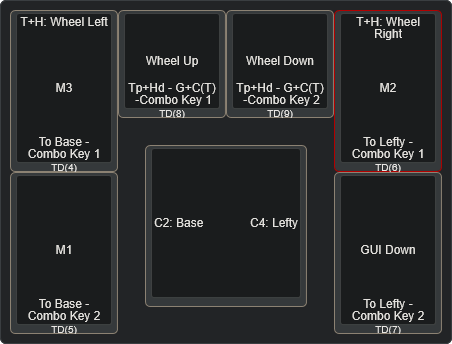 T+H: Wheel Left
M3
To Base -
Combo Key 1
TD(4)
Wheel Up
Tp+Hd - G+C(T)
-Combo Key 1
TD(8)
Wheel Down
Tp+Hd - G+C(T)
-Combo Key 2
TD(9)
T+H: Wheel
Right
M2
To Lefty -
Combo Key 1
TD(6)
C2: Base
C4: Lefty
M1
To Base -
Combo Key 2
TD(5)
GUI Down
To Lefty -
Combo Key 2
TD(7)